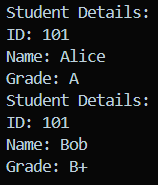 Student Details:
ID: 101
Name: Alice
Grade: A
Student Details:
ID: 101
Name: Bob
Grade: B+